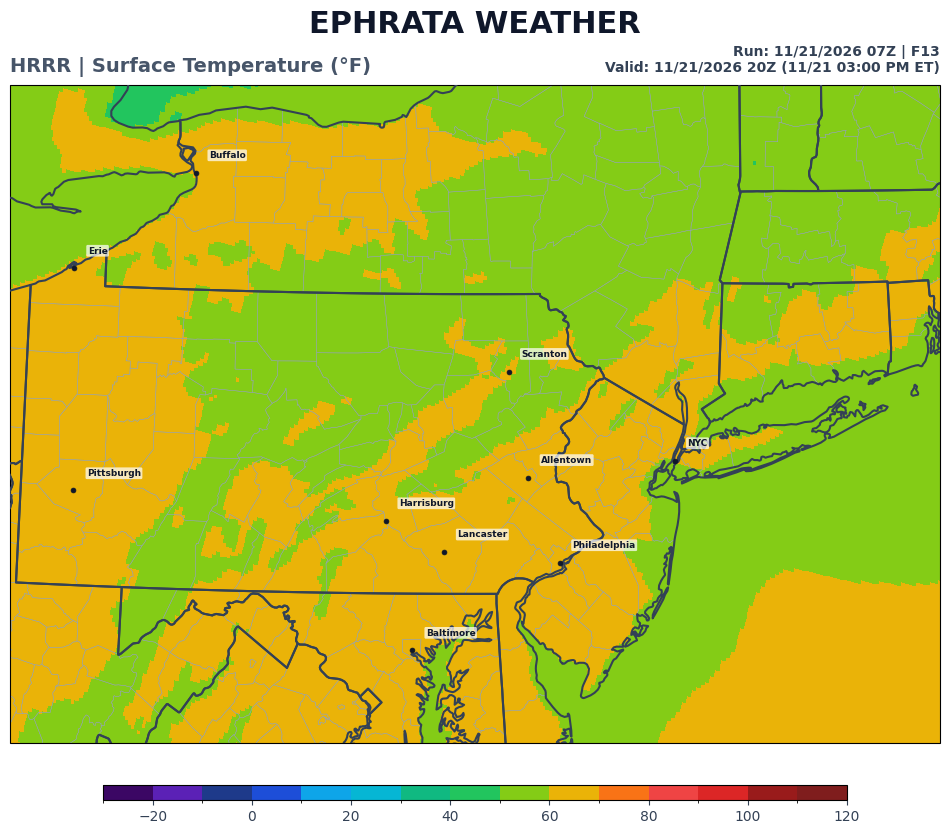 EPHRATA WEATHER
Run: 11/21/2026 07Z | F13
HRRR | Surface Temperature (°F)
Valid: 11/21/2026 20Z (11/21 03:00 PM ET)
Buffalo
Erie
Scranton
NYC
Allentown
Pittsburgh
Harrisburg
Lancaster
Philadelphia
Baltimore
−20 0 20 40 60 80 100 120